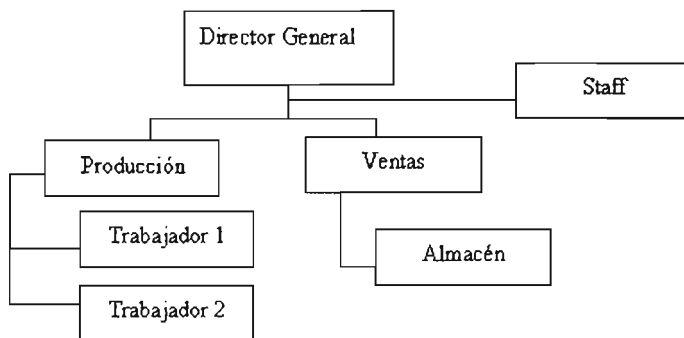 Director General
Staff
Producción
Ventas
Trabajador 1
Almacén
Trabajador 2